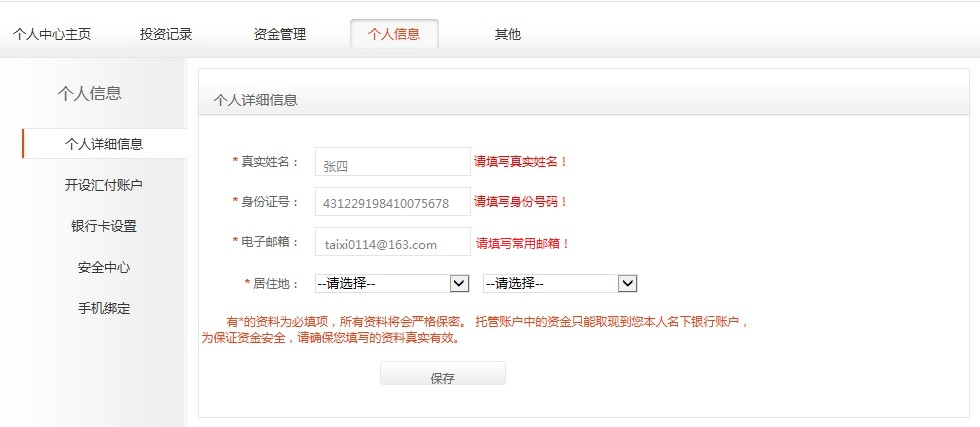 个人中心主页 投资记录 资金管理 个人信息 其他
个人信息
个人详细信息
开设汇付账户
银行卡设置
安全中心
手机绑定
个人详细信息
* 真实姓名： 张四 请填写真实姓名！
* 身份证号： 431229198410075678 请填写身份号码！
* 电子邮箱： taixi0114@163.com 请填写常用邮箱！
* 居住地： --请选择-- --请选择--
有*的资料为必填项，所有资料将会严格保密。 托管账户中的资金只能取现到您本人名下银行账户，
为保证资金安全，请确保您填写的资料真实有效。
保存